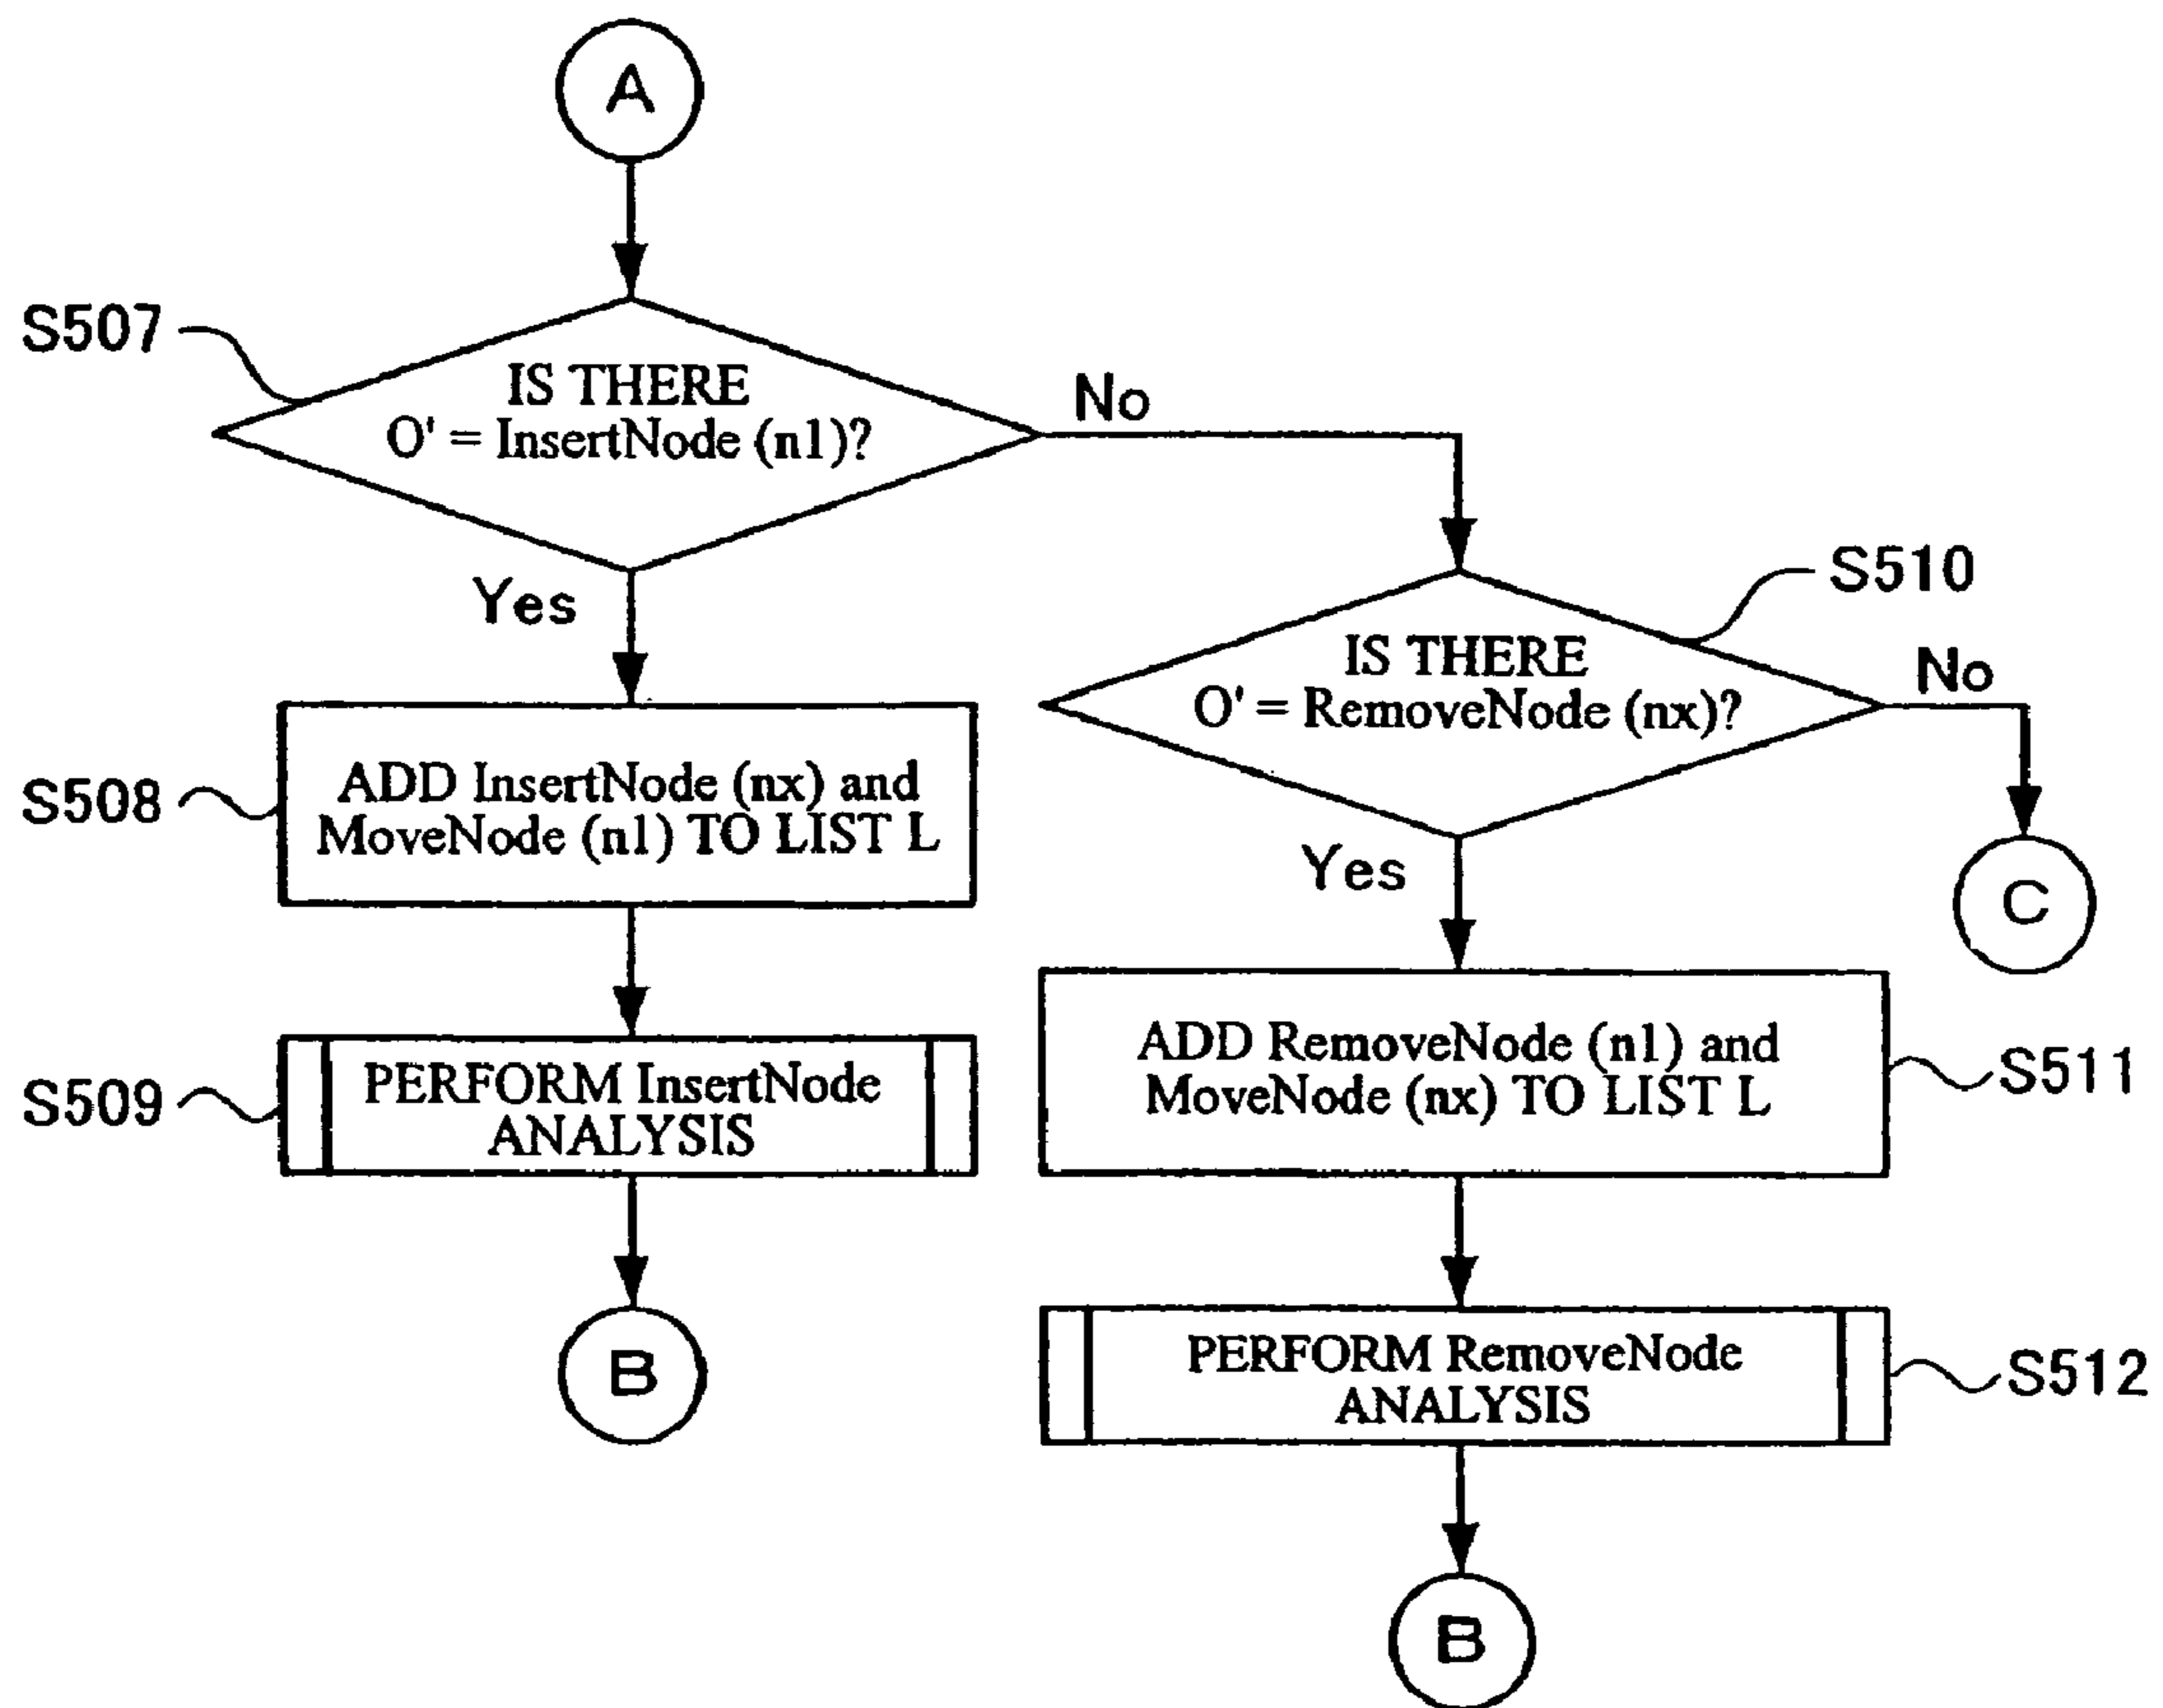 A
S507
IS THERE
O' = InsertNode (n1)?
No
Yes
S510
IS THERE
O' = RemoveNode (nx)?
No
S508
ADD InsertNode (nx) and
MoveNode (n1) TO LIST L
Yes
C
S509
PERFORM InsertNode
ANALYSIS
ADD RemoveNode (n1) and
MoveNode (nx) TO LIST L
S511
B
PERFORM RemoveNode
ANALYSIS
S512
B